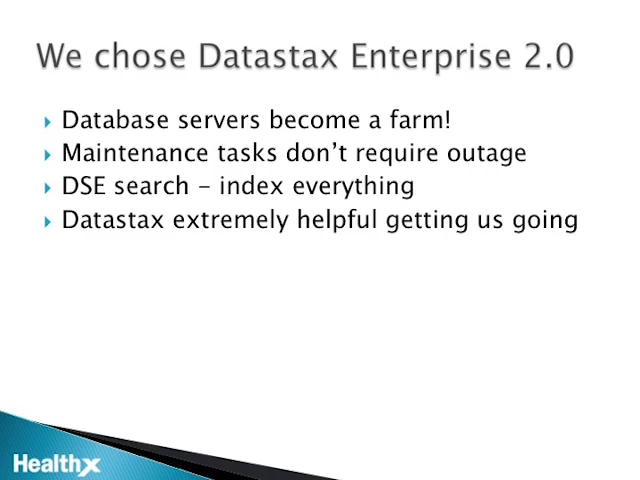 We chose Datastax Enterprise 2.0
Database servers become a farm!
Maintenance tasks don’t require outage
DSE search – index everything
Datastax extremely helpful getting us going
Healthx